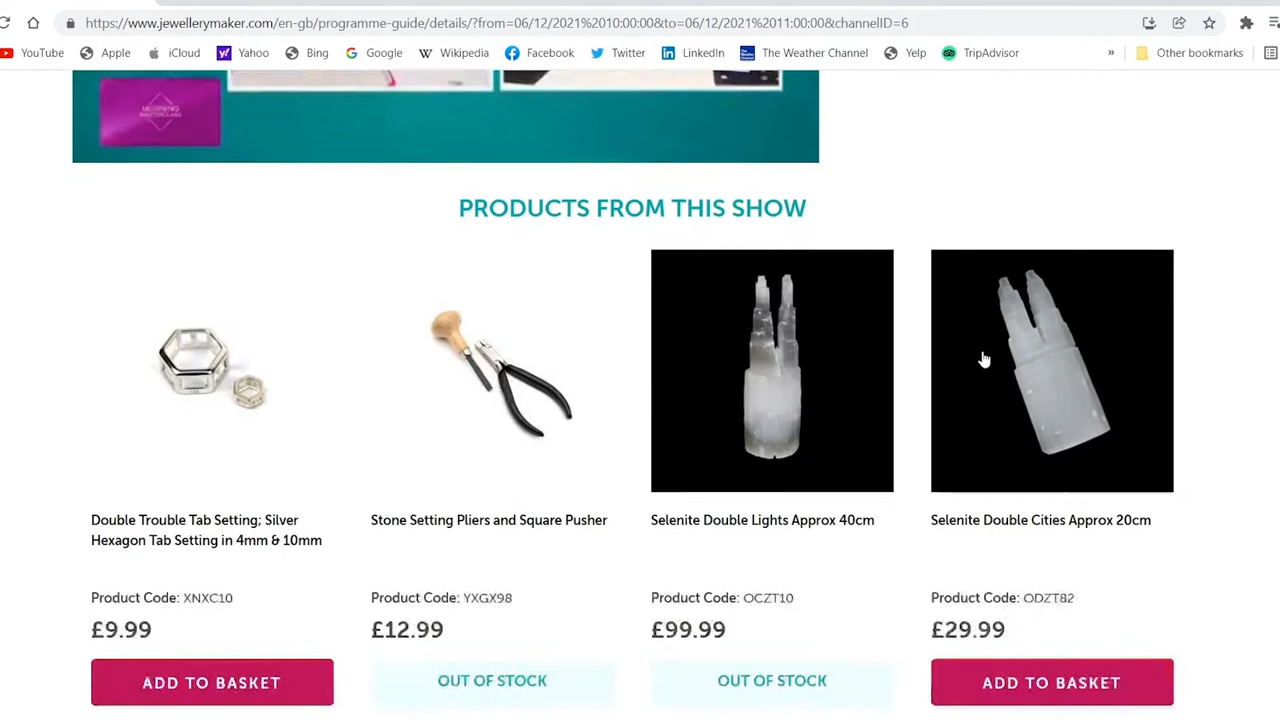 https://www.jewellerymaker.com/en-gb/programme-guide/details/?from=06/12/2021%2010:00:00&to=06/12/2021%2011:00:00&channelID=6
YouTube Apple iCloud Yahoo Bing Google Wikipedia Facebook Twitter LinkedIn The Weather Channel Yelp TripAdvisor » Other bookmarks
MORNING
MASTERCLASS
PRODUCTS FROM THIS SHOW
Double Trouble Tab Setting; Silver
Hexagon Tab Setting in 4mm & 10mm
Product Code: XNXC10
£9.99
ADD TO BASKET
Stone Setting Pliers and Square Pusher
Product Code: YXGX98
£12.99
OUT OF STOCK
Selenite Double Lights Approx 40cm
Product Code: OCZT10
£99.99
OUT OF STOCK
Selenite Double Cities Approx 20cm
Product Code: ODZT82
£29.99
ADD TO BASKET